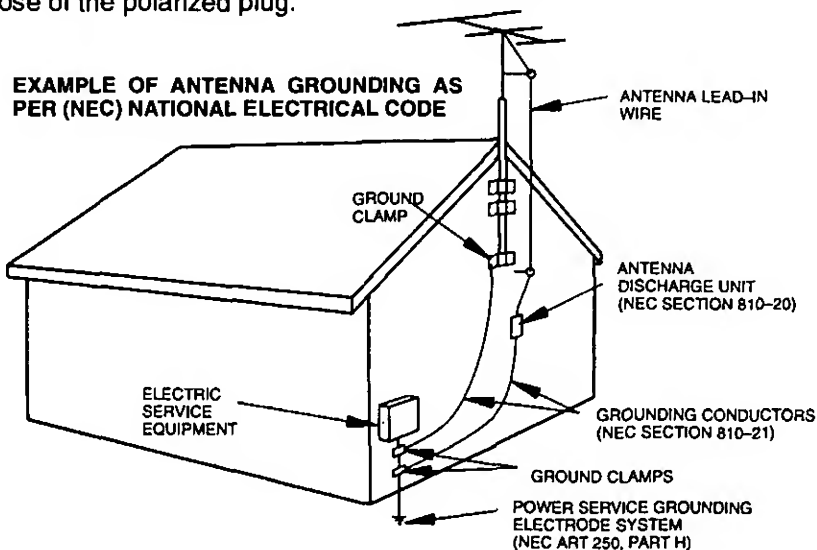 ose of the polarized plug.
EXAMPLE OF ANTENNA GROUNDING AS
PER (NEC) NATIONAL ELECTRICAL CODE
ANTENNA LEAD-IN
WIRE
GROUND
CLAMP
ANTENNA
DISCHARGE UNIT
(NEC SECTION 810-20)
ELECTRIC
SERVICE
EQUIPMENT
GROUNDING CONDUCTORS
(NEC SECTION 810-21)
GROUND CLAMPS
POWER SERVICE GROUNDING
ELECTRODE SYSTEM
(NEC ART 250, PART H)